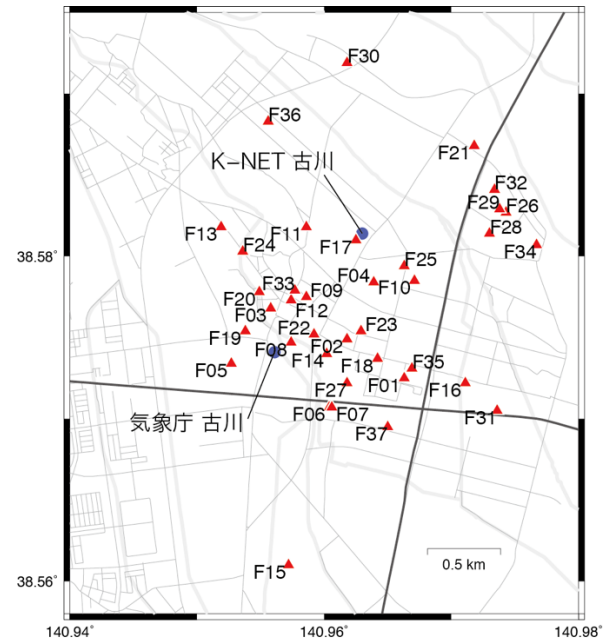 F30
F36
K−NET 古川
F21
F32
F29 F26
F13
F11
F28
F17
F24
F34
38.58°
F25
F04
F10
F33
F09
F20
F12
F03
F19
F22
F23
F08
F02
F14
F18
F35
F05
F01
F27
F16
F06 F07
F31
気象庁 古川
F37
0.5 km
F15
38.56°
140.94°
140.96°
140.98°